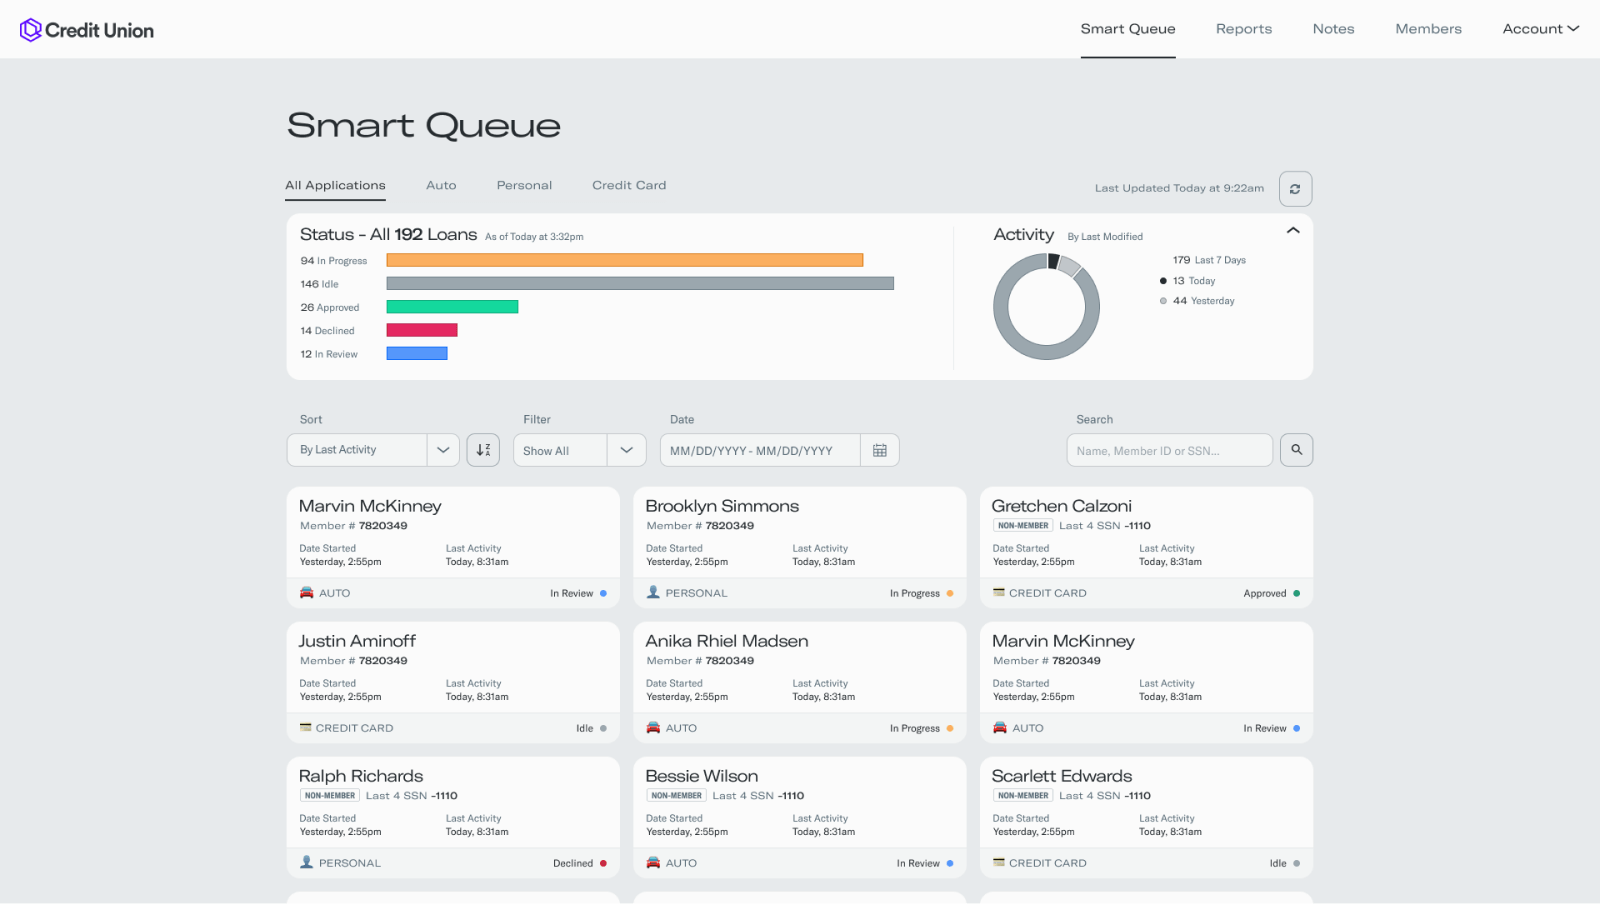 Credit Union
Smart Queue Reports Notes Members Account
Smart Queue
All Applications Auto Personal Credit Card
Last Updated Today at 9:22am
Status - All 192 Loans As of Today at 3:32pm
94 In Progress
146 Idle
26 Approved
14 Declined
12 In Review
Activity By Last Modified
179 Last 7 Days
13 Today
44 Yesterday
Sort Filter Date Search
By Last Activity Z A Show All MM/DD/YYYY - MM/DD/YYYY Name, Member ID or SSN...
Marvin McKinney
Member # 7820349
Date Started Last Activity
Yesterday, 2:55pm Today, 8:31am
AUTO In Review
Brooklyn Simmons
Member # 7820349
Date Started Last Activity
Yesterday, 2:55pm Today, 8:31am
PERSONAL In Progress
Gretchen Calzoni
NON-MEMBER Last 4 SSN -1110
Date Started Last Activity
Yesterday, 2:55pm Today, 8:31am
CREDIT CARD Approved
Justin Aminoff
Member # 7820349
Date Started Last Activity
Yesterday, 2:55pm Today, 8:31am
CREDIT CARD Idle
Anika Rhiel Madsen
Member # 7820349
Date Started Last Activity
Yesterday, 2:55pm Today, 8:31am
AUTO In Progress
Marvin McKinney
Member # 7820349
Date Started Last Activity
Yesterday, 2:55pm Today, 8:31am
AUTO In Review
Ralph Richards
NON-MEMBER Last 4 SSN -1110
Date Started Last Activity
Yesterday, 2:55pm Today, 8:31am
PERSONAL Declined
Bessie Wilson
NON-MEMBER Last 4 SSN -1110
Date Started Last Activity
Yesterday, 2:55pm Today, 8:31am
AUTO In Review
Scarlett Edwards
NON-MEMBER Last 4 SSN -1110
Date Started Last Activity
Yesterday, 2:55pm Today, 8:31am
CREDIT CARD Idle